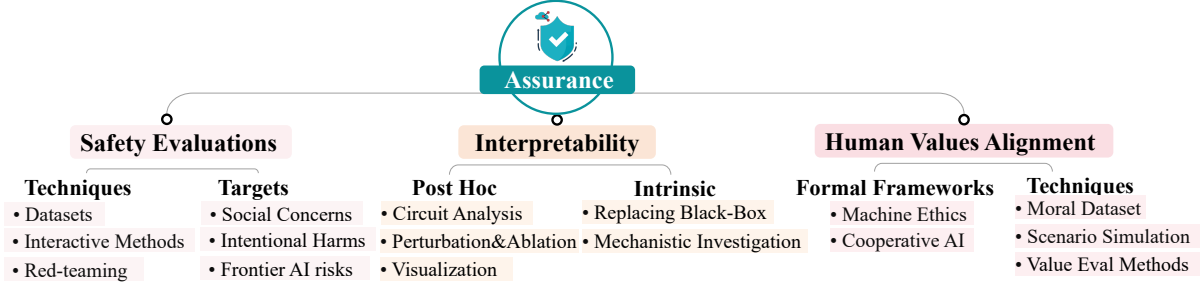 Assurance
Safety Evaluations
Techniques
• Datasets
• Interactive Methods
• Red-teaming
Targets
• Social Concerns
• Intentional Harms
• Frontier AI risks
Interpretability
Post Hoc
• Circuit Analysis
• Perturbation&Ablation
• Visualization
Intrinsic
• Replacing Black-Box
• Mechanistic Investigation
Human Values Alignment
Formal Frameworks
• Machine Ethics
• Cooperative AI
Techniques
• Moral Dataset
• Scenario Simulation
• Value Eval Methods